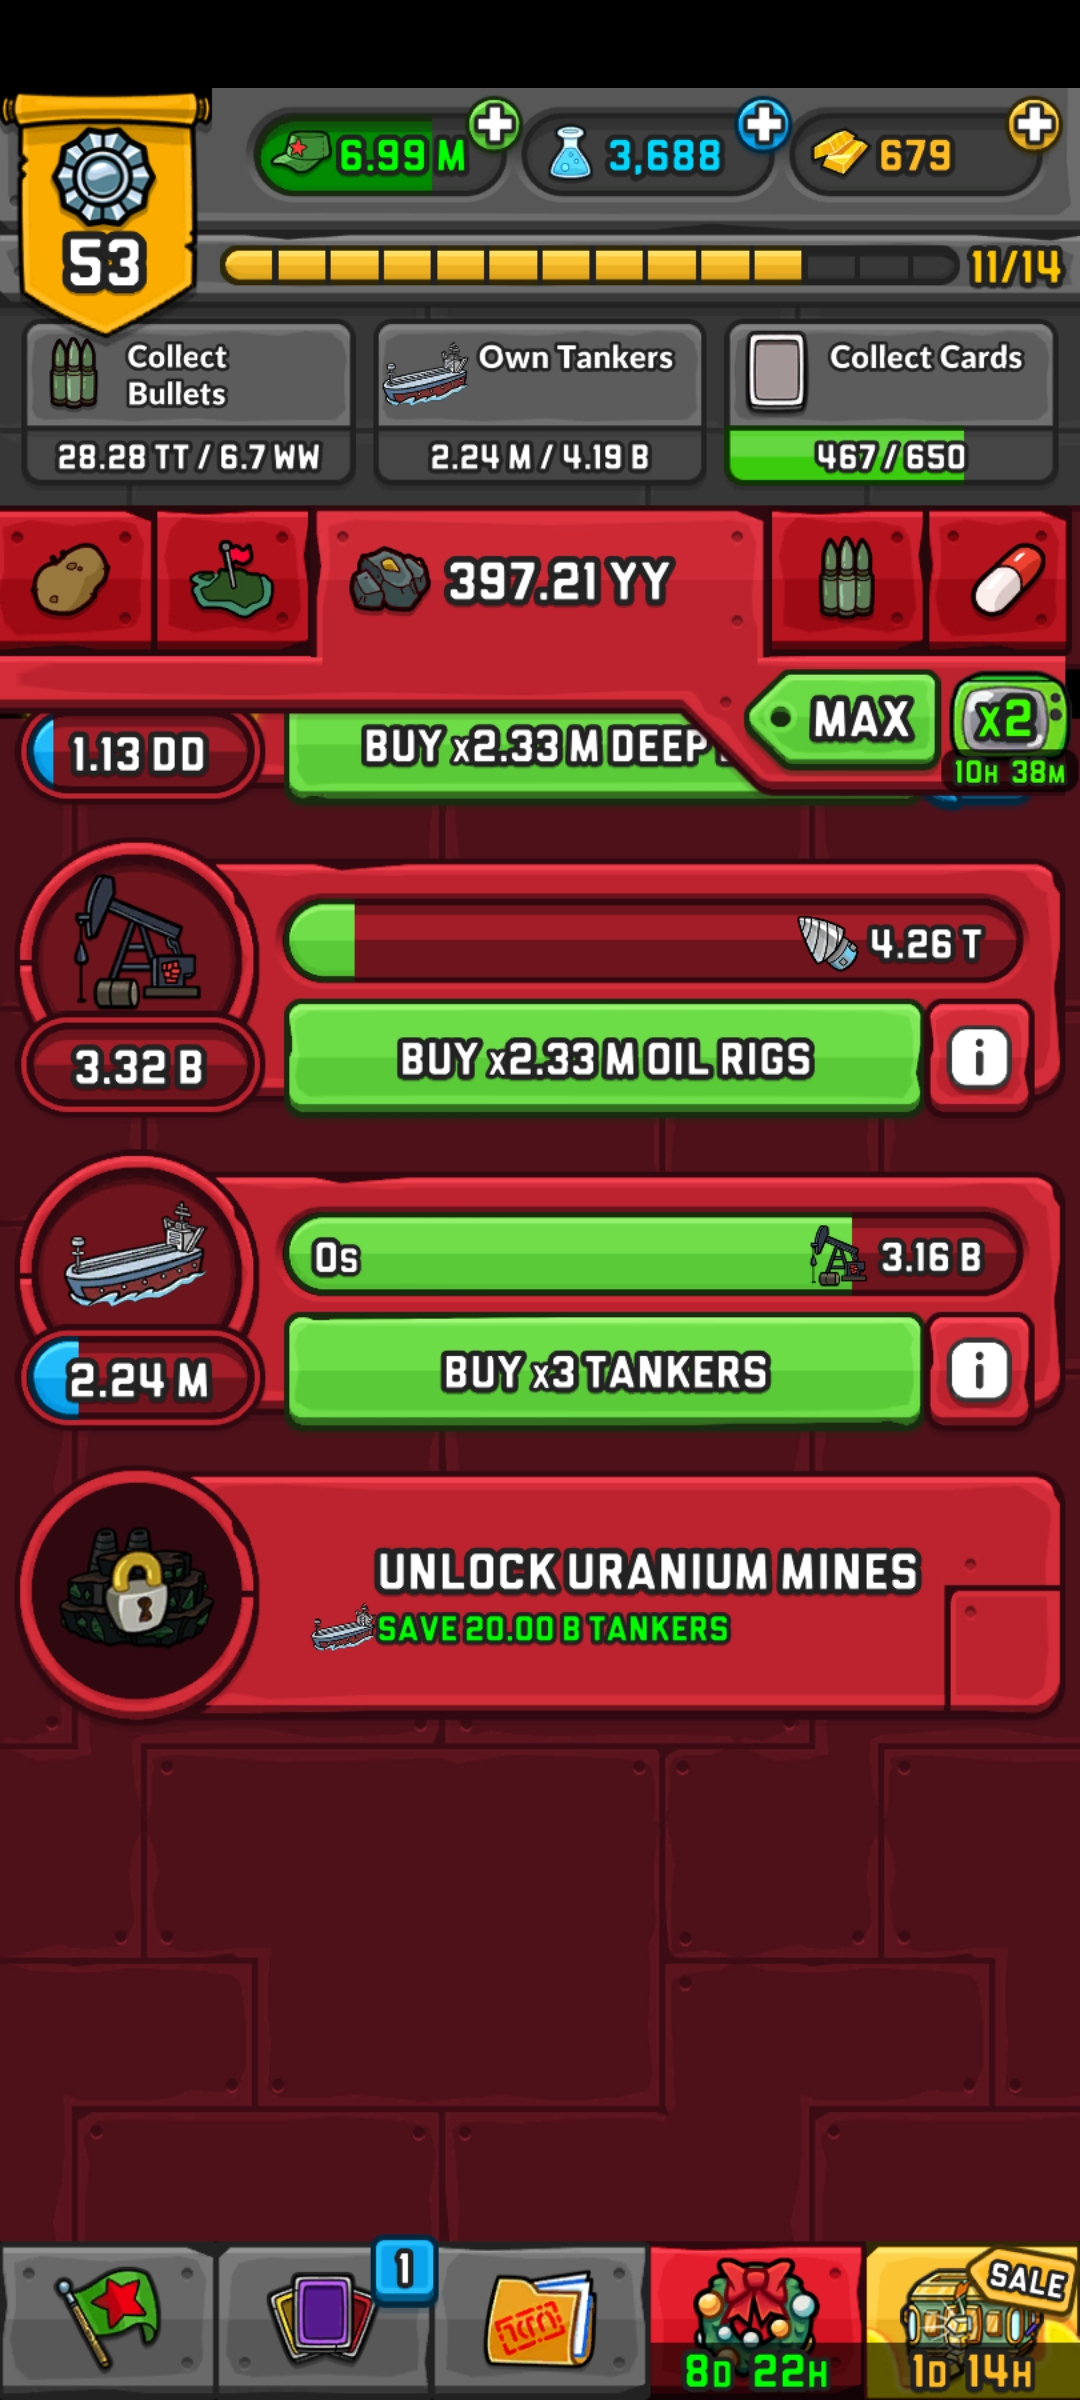 53
6.99 M
3,688
679
11/14
Collect Bullets
28.28 TT / 6.7 WW
Own Tankers
2.24 M / 4.19 B
Collect Cards
467 / 650
397.21 YY
MAX
x2
10H 38M
1.13 DD
BUY x2.33 M DEEP
4.26 T
3.32 B
BUY x2.33 M OIL RIGS
i
0s
3.16 B
2.24 M
BUY x3 TANKERS
i
UNLOCK URANIUM MINES
SAVE 20.00 B TANKERS
1
8D 22H
SALE
1D 14H